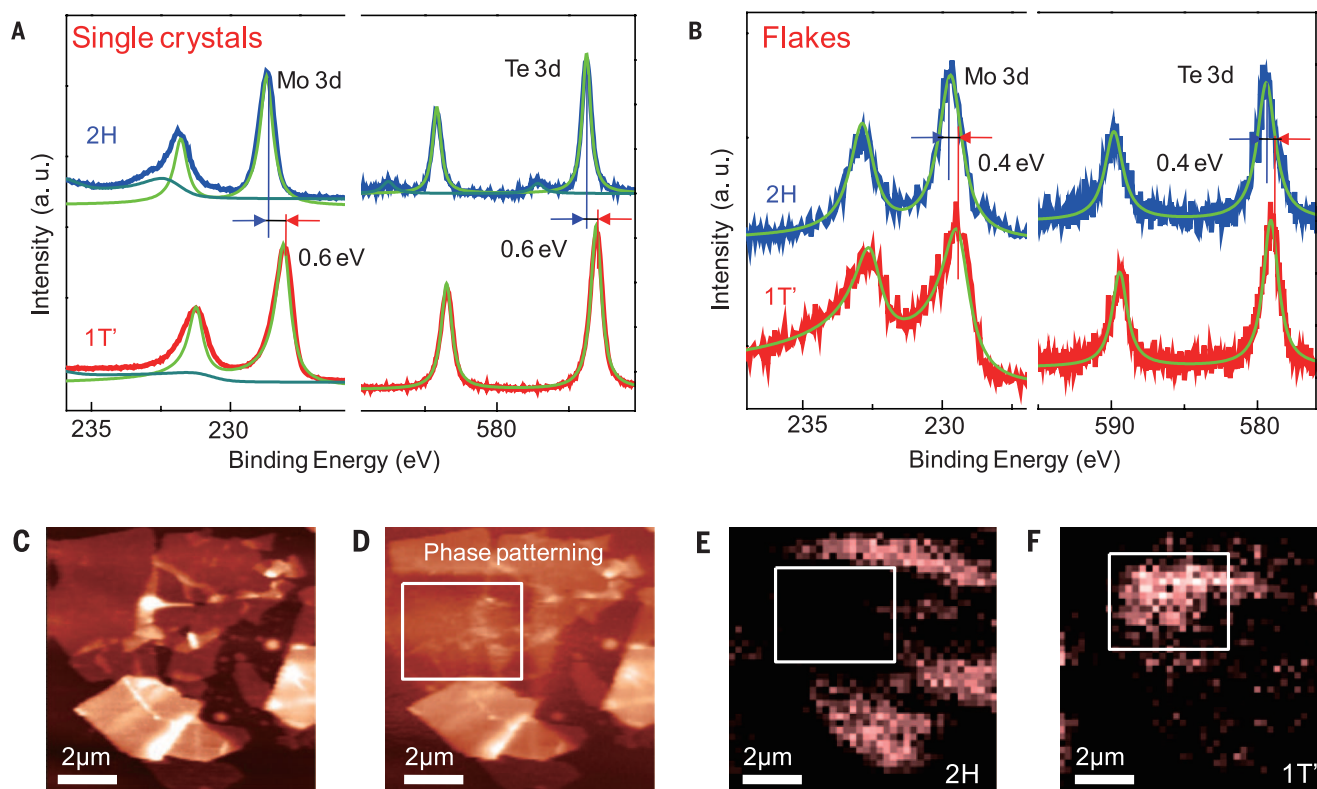 A
Single crystals
Mo 3d
Te 3d
2H
0.6 eV
0.6 eV
1T’
Intensity (a. u.)
235
230
580
Binding Energy (eV)
B
Flakes
Mo 3d
Te 3d
0.4 eV
0.4 eV
2H
1T’
Intensity (a. u.)
235
230
590
580
Binding Energy (eV)
C
2μm
D
Phase patterning
2μm
E
2μm
2H
F
2μm
1T’